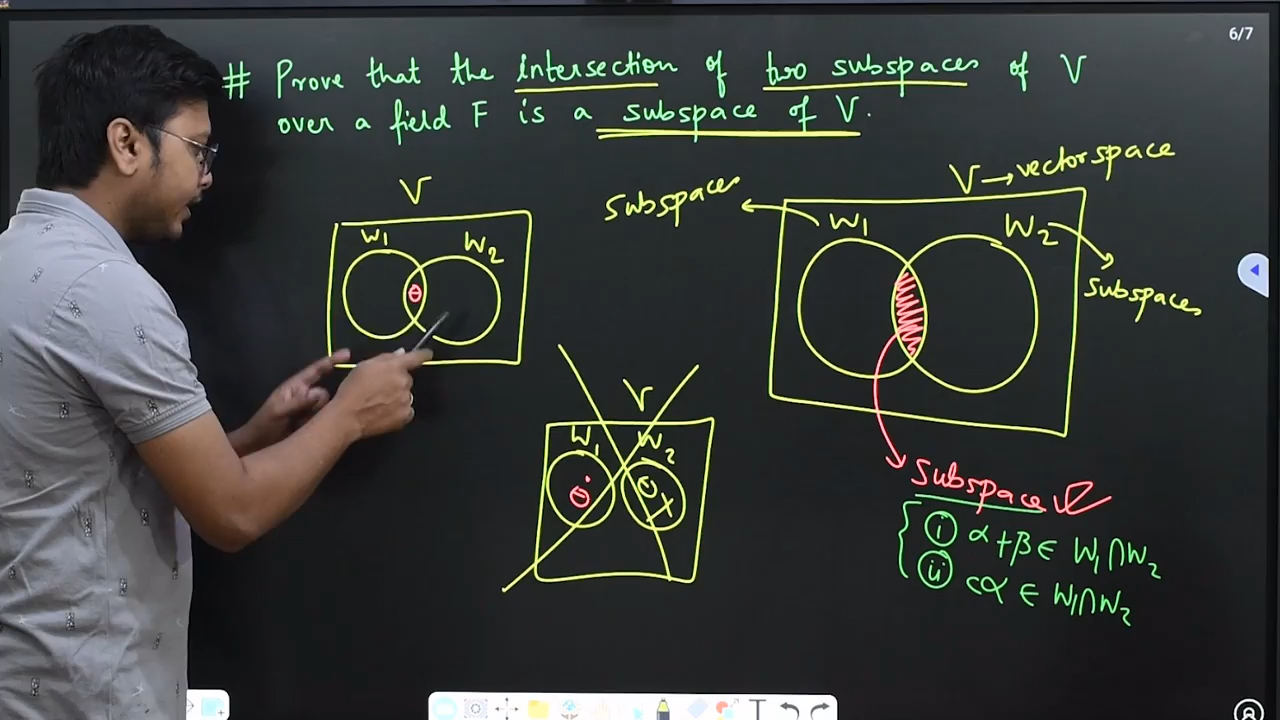 6/7
# Prove that the intersection of two subspaces of V
over a field F is a subspace of V.
V
W1
W2
θ
subspaces
V → vectorspace
W1
W2
subspaces
V
W1
W2
θ
θ
subspace
(i) α+β ∈ W1∩W2
(ii) cα ∈ W1∩W2
T